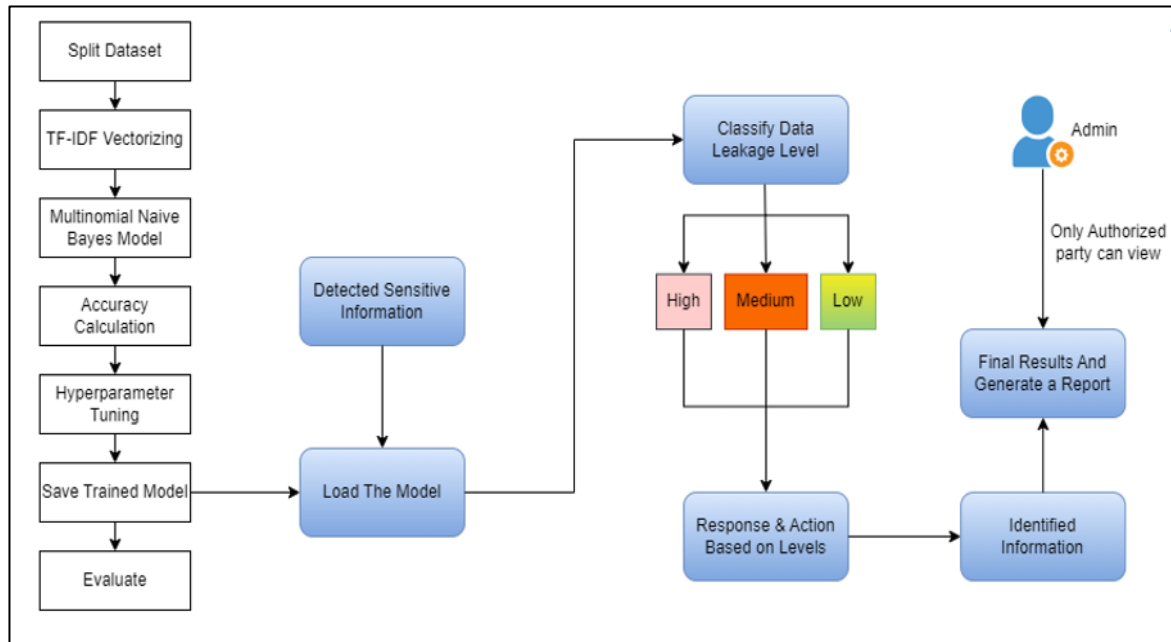 Split Dataset
TF-IDF Vectorizing
Multinomial Naive
Bayes Model
Accuracy
Calculation
Hyperparameter
Tuning
Save Trained Model
Evaluate
Detected Sensitive
Information
Load The Model
Classify Data
Leakage Level
High
Medium
Low
Response & Action
Based on Levels
Admin
Only Authorized
party can view
Final Results And
Generate a Report
Identified
Information